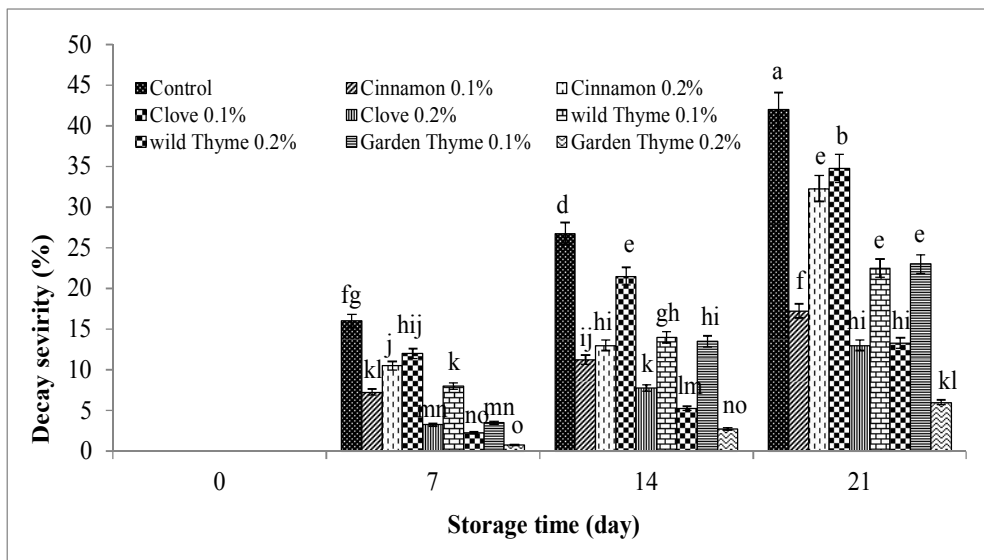 50
45
40
35
30
25
20
15
10
5
0
Decay sevirity (%)
Control
Cinnamon 0.1%
Cinnamon 0.2%
Clove 0.1%
Clove 0.2%
wild Thyme 0.1%
wild Thyme 0.2%
Garden Thyme 0.1%
Garden Thyme 0.2%
fg
kl
j
hij
mn
k
no
mn
o
d
ij
hi
e
k
gh
lm
hi
no
a
f
e
b
hi
e
hi
e
kl
0
7
14
21
Storage time (day)